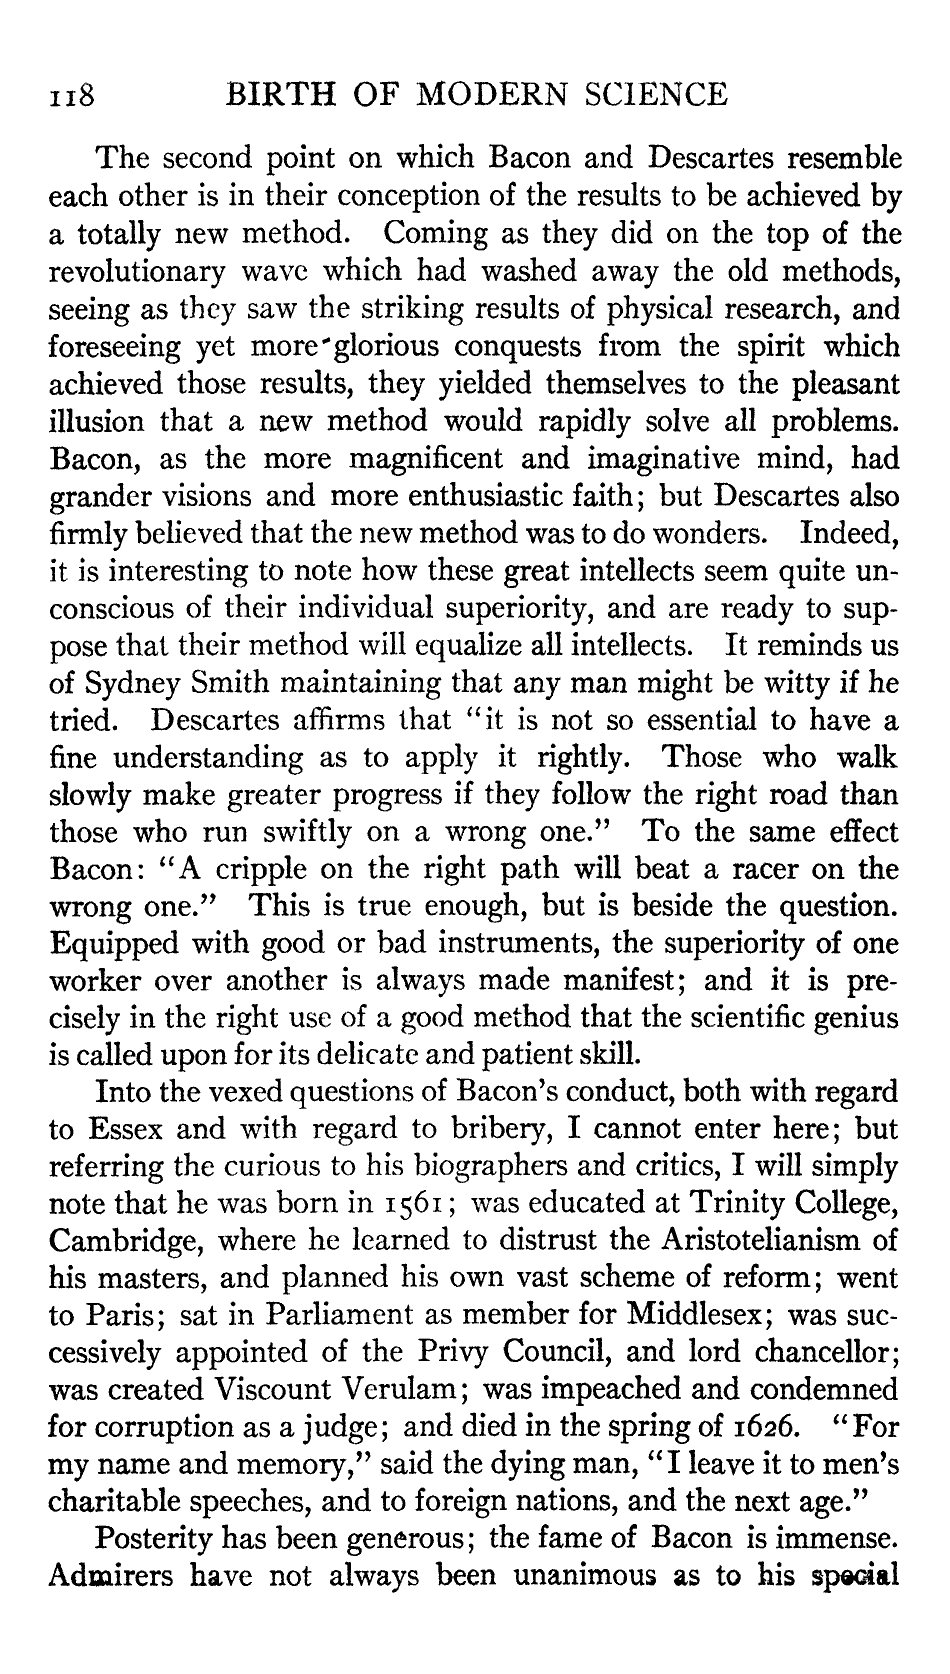 118 BIRTH OF MODERN SCIENCE
The second point on which Bacon and Descartes resemble
each other is in their conception of the results to be achieved by
a totally new method. Coming as they did on the top of the
revolutionary wave which had washed away the old methods,
seeing as they saw the striking results of physical research, and
foreseeing yet more glorious conquests from the spirit which
achieved those results, they yielded themselves to the pleasant
illusion that a new method would rapidly solve all problems.
Bacon, as the more magnificent and imaginative mind, had
grander visions and more enthusiastic faith; but Descartes also
firmly believed that the new method was to do wonders. Indeed,
it is interesting to note how these great intellects seem quite un-
conscious of their individual superiority, and are ready to sup-
pose that their method will equalize all intellects. It reminds us
of Sydney Smith maintaining that any man might be witty if he
tried. Descartes affirms that "it is not so essential to have a
fine understanding as to apply it rightly. Those who walk
slowly make greater progress if they follow the right road than
those who run swiftly on a wrong one." To the same effect
Bacon: "A cripple on the right path will beat a racer on the
wrong one." This is true enough, but is beside the question.
Equipped with good or bad instruments, the superiority of one
worker over another is always made manifest; and it is pre-
cisely in the right use of a good method that the scientific genius
is called upon for its delicate and patient skill.
Into the vexed questions of Bacon's conduct, both with regard
to Essex and with regard to bribery, I cannot enter here; but
referring the curious to his biographers and critics, I will simply
note that he was born in 1561; was educated at Trinity College,
Cambridge, where he learned to distrust the Aristotelianism of
his masters, and planned his own vast scheme of reform; went
to Paris; sat in Parliament as member for Middlesex; was suc-
cessively appointed of the Privy Council, and lord chancellor;
was created Viscount Verulam; was impeached and condemned
for corruption as a judge; and died in the spring of 1626. "For
my name and memory," said the dying man, "I leave it to men's
charitable speeches, and to foreign nations, and the next age."
Posterity has been generous; the fame of Bacon is immense.
Admirers have not always been unanimous as to his special